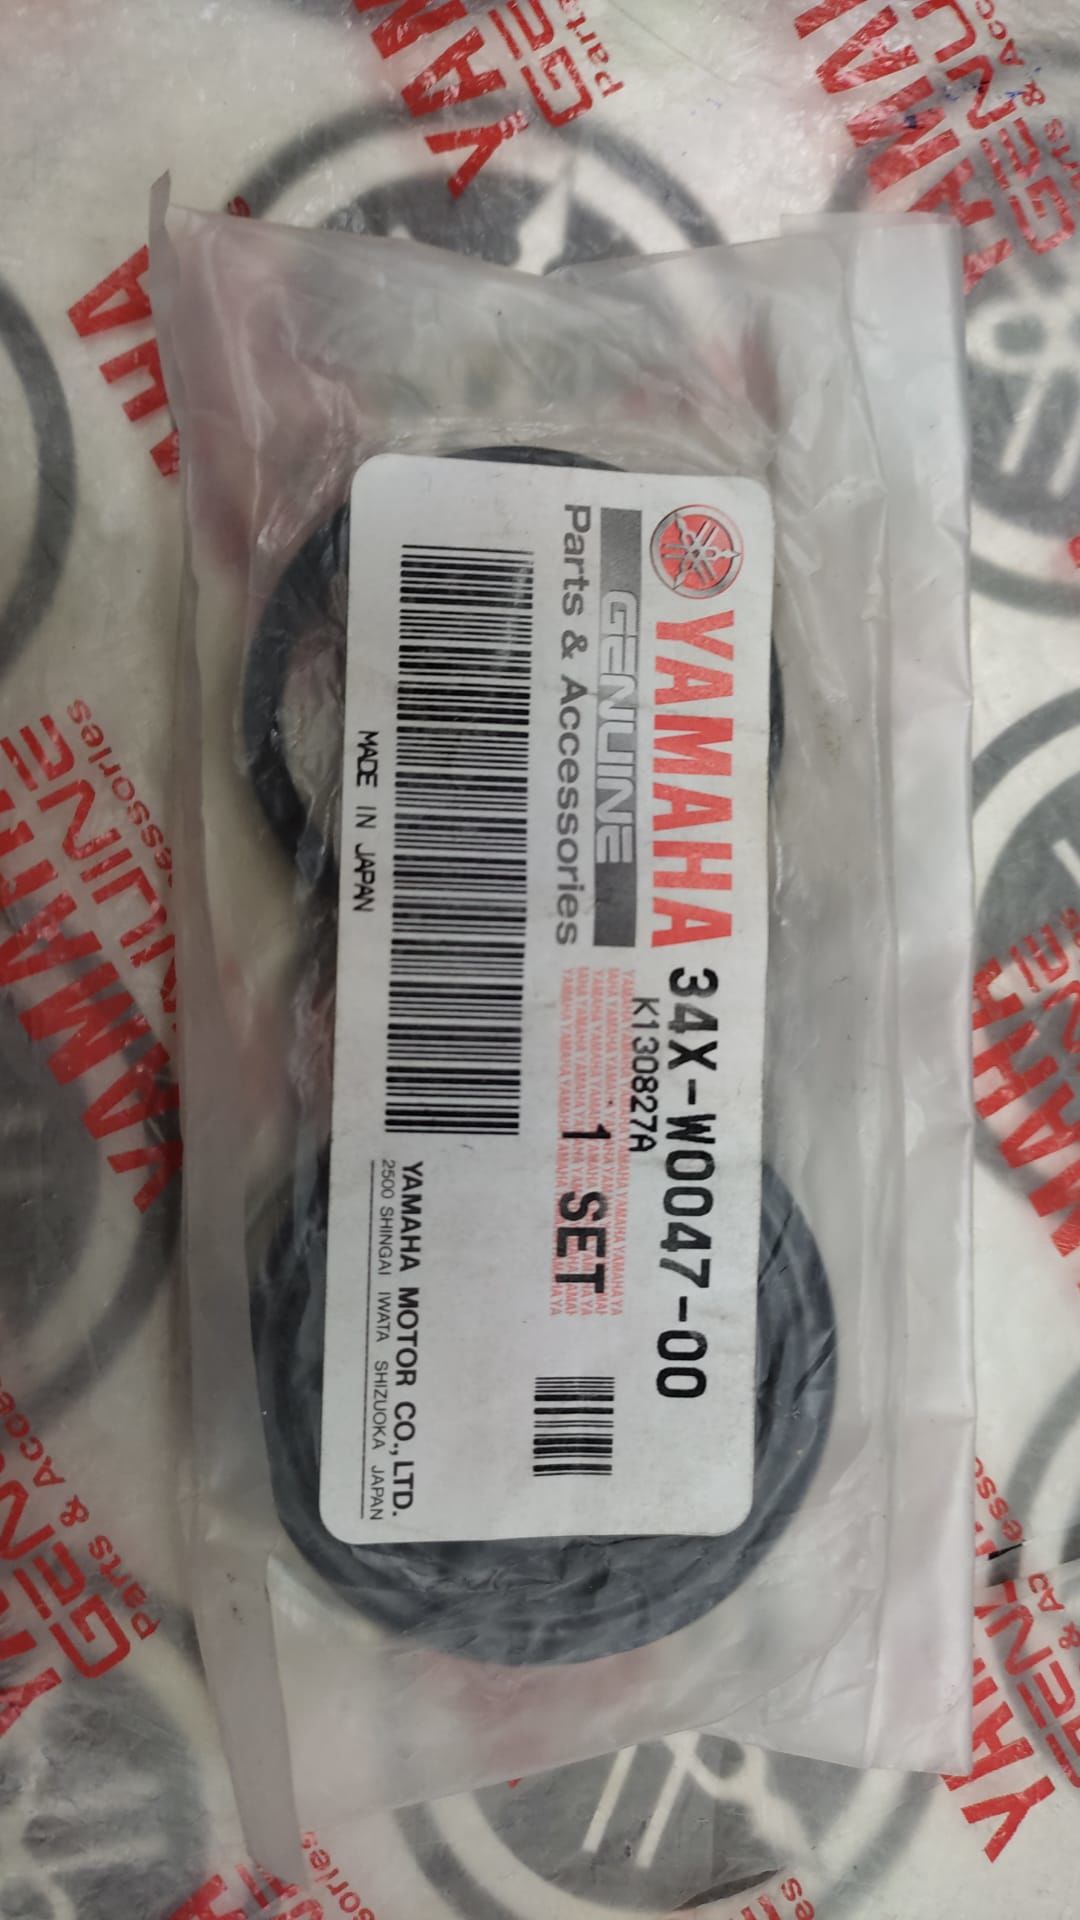 YAMAHA
GENUINE
Parts & Accessories
34X-W0047-00
K130827A
1 SET
MADE IN JAPAN
YAMAHA MOTOR CO., LTD.
2500 SHINGAI IWATA SHIZUOKA JAPAN